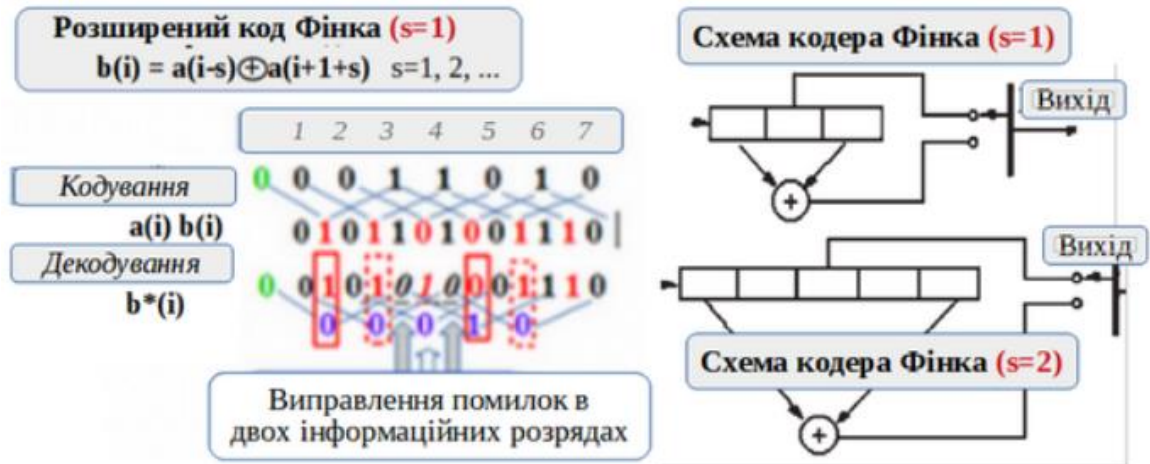 Розширений код Фінка (s=1)
b(i) = a(i-s)⊕a(i+1+s) s=1, 2, ...
1 2 3 4 5 6 7
Кодування
0 0 0 1 1 0 1 0
a(i) b(i)
0 1 0 1 1 0 1 0 0 1 1 1 0
Декодування
0 0 1 0 1 0 1 0 0 0 1 1 1 0
b*(i)
0 0 0 1 0
Виправлення помилок в
двох інформаційних розрядах
Схема кодера Фінка (s=1)
Вихід
+
Вихід
Схема кодера Фінка (s=2)
+